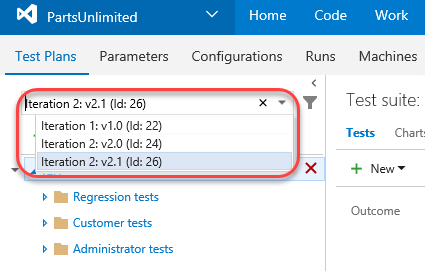 PartsUnlimited Home Code Work
Test Plans Parameters Configurations Runs Machines
Iteration 2: v2.1 (Id: 26)
Iteration 1: v1.0 (Id: 22)
Iteration 2: v2.0 (Id: 24)
Iteration 2: v2.1 (Id: 26)
Regression tests
Customer tests
Administrator tests
Test suite:
Tests Charts
New
Outcome